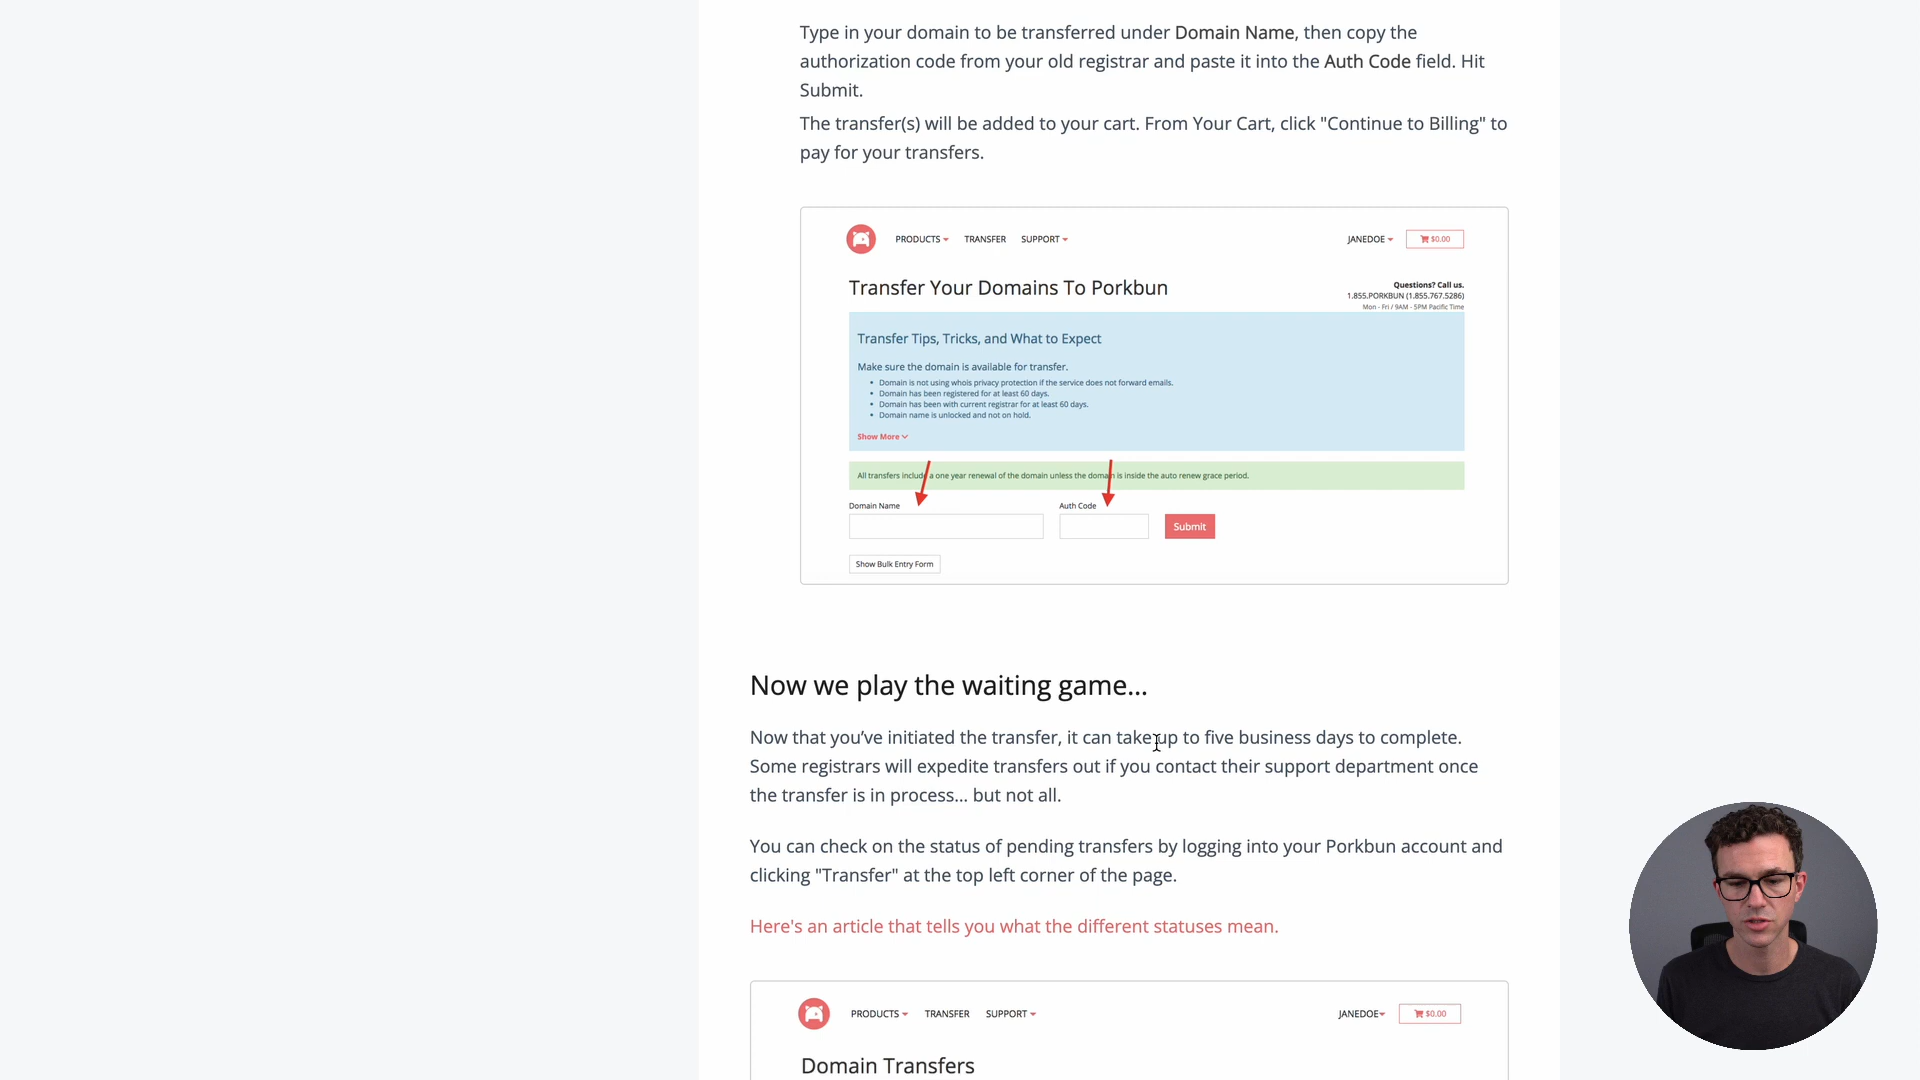 Type in your domain to be transferred under Domain Name, then copy the
authorization code from your old registrar and paste it into the Auth Code field. Hit
Submit.
The transfer(s) will be added to your cart. From Your Cart, click "Continue to Billing" to
pay for your transfers.
PRODUCTS TRANSFER SUPPORT JANEDOE $0.00
Transfer Your Domains To Porkbun
Questions? Call us.
1.855.PORKBUN (1.855.767.5286)
Mon - Fri / 9AM - 5PM Pacific Time
Transfer Tips, Tricks, and What to Expect
Make sure the domain is available for transfer.
• Domain is not using whois privacy protection if the service does not forward emails.
• Domain has been registered for at least 60 days.
• Domain has been with current registrar for at least 60 days.
• Domain name is unlocked and not on hold.
Show More
All transfers include a one year renewal of the domain unless the domain is inside the auto renew grace period.
Domain Name Auth Code
Submit
Show Bulk Entry Form
Now we play the waiting game...
Now that you've initiated the transfer, it can take up to five business days to complete.
Some registrars will expedite transfers out if you contact their support department once
the transfer is in process... but not all.
You can check on the status of pending transfers by logging into your Porkbun account and
clicking "Transfer" at the top left corner of the page.
Here's an article that tells you what the different statuses mean.
PRODUCTS TRANSFER SUPPORT JANEDOE $0.00
Domain Transfers